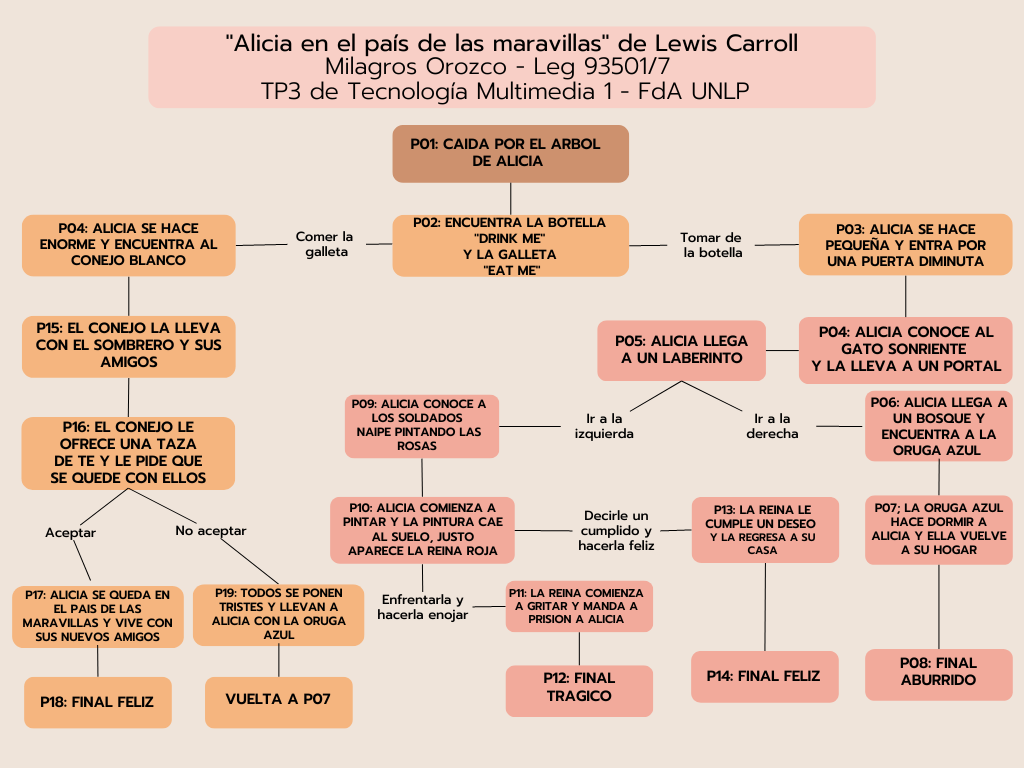 "Alicia en el país de las maravillas" de Lewis Carroll
Milagros Orozco - Leg 93501/7
TP3 de Tecnología Multimedia 1 - FdA UNLP
P01: CAIDA POR EL ARBOL
DE ALICIA
P04: ALICIA SE HACE
ENORME Y ENCUENTRA AL
CONEJO BLANCO
Comer la
galleta
P02: ENCUENTRA LA BOTELLA
"DRINK ME"
Y LA GALLETA
"EAT ME"
Tomar de
la botella
P03: ALICIA SE HACE
PEQUEÑA Y ENTRA POR
UNA PUERTA DIMINUTA
P15: EL CONEJO LA LLEVA
CON EL SOMBRERO Y SUS
AMIGOS
P05: ALICIA LLEGA
A UN LABERINTO
P04: ALICIA CONOCE AL
GATO SONRIENTE
Y LA LLEVA A UN PORTAL
P16: EL CONEJO LE
OFRECE UNA TAZA
DE TE Y LE PIDE QUE
SE QUEDE CON ELLOS
P09: ALICIA CONOCE A
LOS SOLDADOS
NAIPE PINTANDO LAS
ROSAS
Ir a la
izquierda
Ir a la
derecha
P06: ALICIA LLEGA A
UN BOSQUE Y
ENCUENTRA A LA
ORUGA AZUL
Aceptar
No aceptar
P10: ALICIA COMIENZA A
PINTAR Y LA PINTURA CAE
AL SUELO, JUSTO
APARECE LA REINA ROJA
Decirle un
cumplido y
hacerla feliz
P13: LA REINA LE
CUMPLE UN DESEO
Y LA REGRESA A SU
CASA
P07; LA ORUGA AZUL
HACE DORMIR A
ALICIA Y ELLA VUELVE
A SU HOGAR
P17: ALICIA SE QUEDA EN
EL PAIS DE LAS
MARAVILLAS Y VIVE CON
SUS NUEVOS AMIGOS
P19: TODOS SE PONEN
TRISTES Y LLEVAN A
ALICIA CON LA ORUGA
AZUL
Enfrentarla y
hacerla enojar
P11: LA REINA COMIENZA
A GRITAR Y MANDA A
PRISION A ALICIA
P18: FINAL FELIZ
VUELTA A P07
P12: FINAL
TRAGICO
P14: FINAL FELIZ
P08: FINAL
ABURRIDO